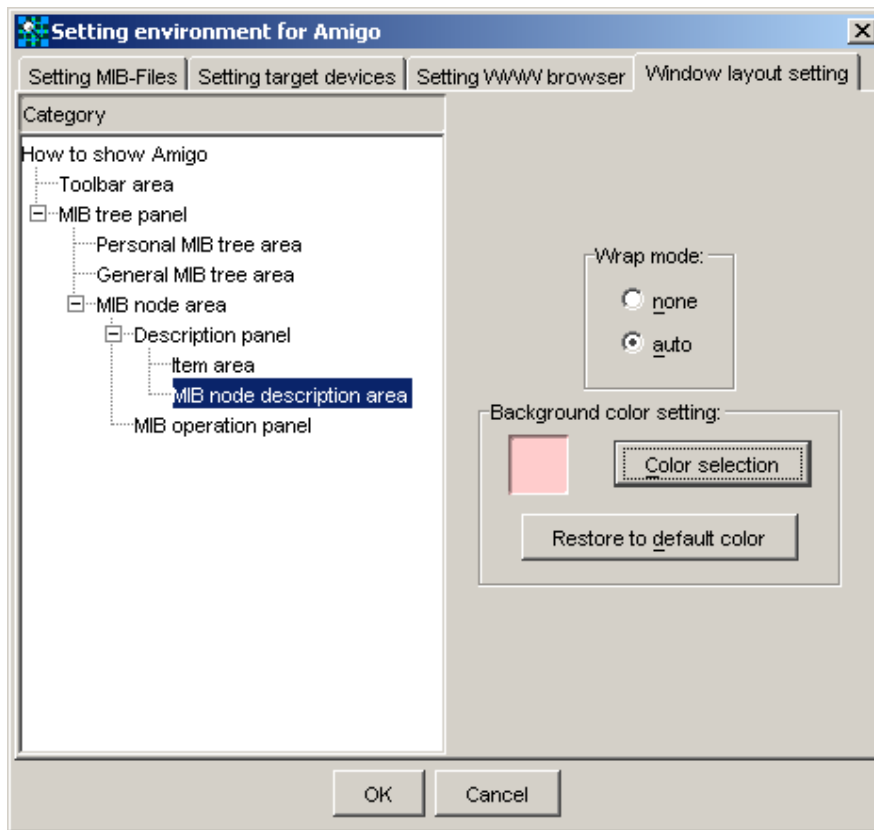 Setting environment for Amigo
Setting MIB-Files Setting target devices Setting WWW browser Window layout setting
Category
How to show Amigo
Toolbar area
MIB tree panel
Personal MIB tree area
General MIB tree area
MIB node area
Description panel
Item area
MIB node description area
MIB operation panel
Wrap mode:
none
auto
Background color setting:
Color selection
Restore to default color
OK Cancel